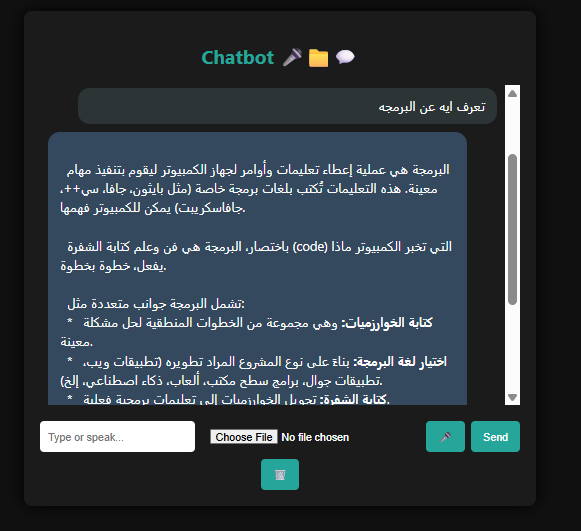 Chatbot 🎤 📁 💬
تعرف ايه عن البرمجه
البرمجة هي عملية إعطاء تعليمات وأوامر لجهاز الكمبيوتر ليقوم بتنفيذ مهام
معينة. هذه التعليمات تُكتب بلغات برمجة خاصة (مثل بايثون، جافا، سي++،
جافاسكريبت) يمكن للكمبيوتر فهمها.
التي تخبر الكمبيوتر ماذا (code) باختصار، البرمجة هي فن وعلم كتابة الشفرة
يفعل، خطوة بخطوة.
تشمل البرمجة جوانب متعددة مثل:
* كتابة الخوارزميات: وهي مجموعة من الخطوات المنطقية لحل مشكلة
معينة.
* اختيار لغة البرمجة: بناءً على نوع المشروع المراد تطويره (تطبيقات ويب،
تطبيقات جوال، برامج سطح مكتب، ألعاب، ذكاء اصطناعي، إلخ).
* كتابة الشفرة: تحويل الخوارزميات إلى تعليمات برمجية فعلية.
Type or speak...
Choose File No file chosen
🎤
Send
🗑